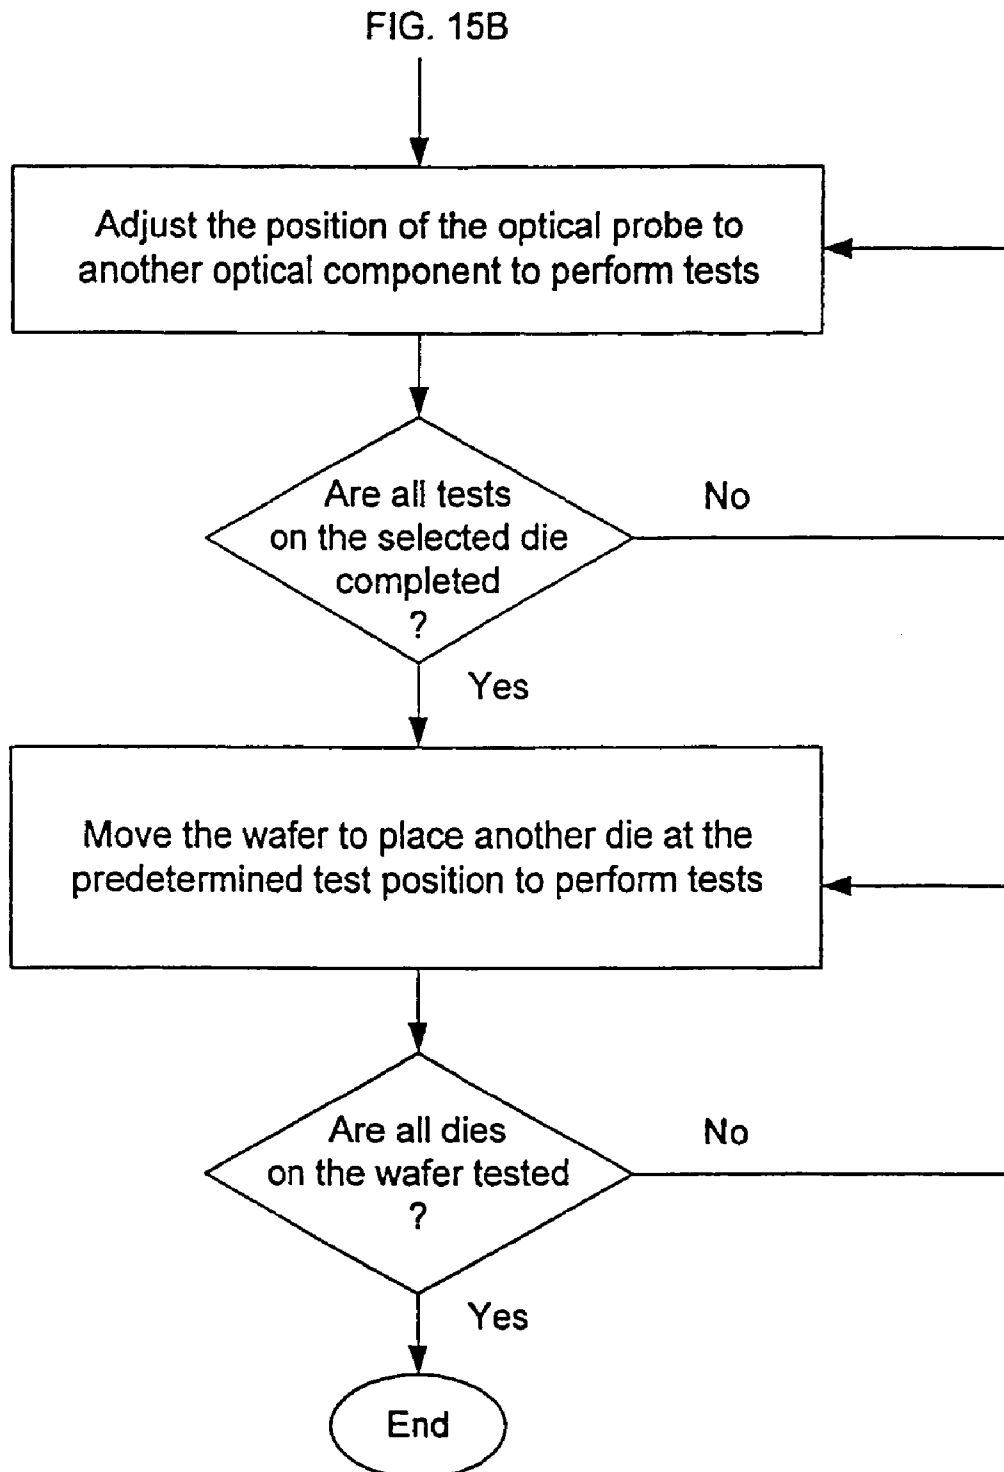 FIG. 15B
Adjust the position of the optical probe to
another optical component to perform tests
Are all tests
on the selected die
completed
?
No
Yes
Move the wafer to place another die at the
predetermined test position to perform tests
Are all dies
on the wafer tested
?
No
Yes
End